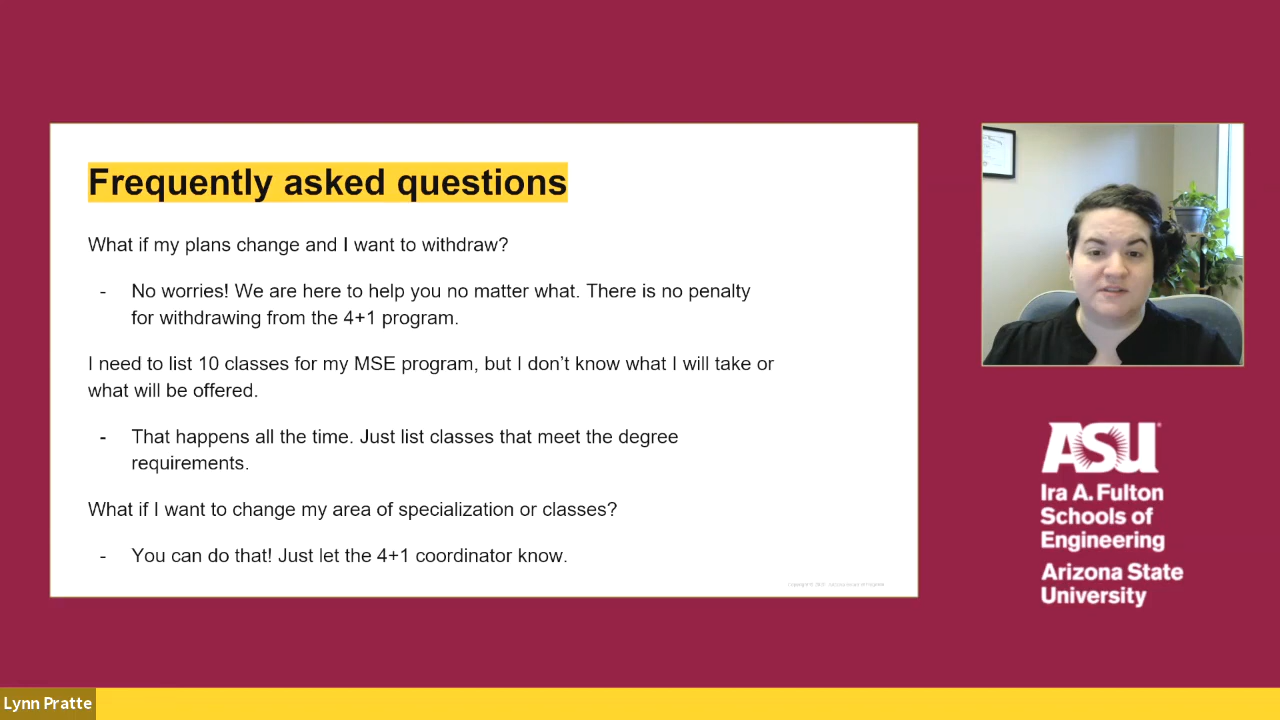 Frequently asked questions
What if my plans change and I want to withdraw?
- No worries! We are here to help you no matter what. There is no penalty
for withdrawing from the 4+1 program.
I need to list 10 classes for my MSE program, but I don’t know what I will take or
what will be offered.
- That happens all the time. Just list classes that meet the degree
requirements.
What if I want to change my area of specialization or classes?
- You can do that! Just let the 4+1 coordinator know.
ASU
Ira A. Fulton
Schools of
Engineering
Arizona State
University
Lynn Pratte